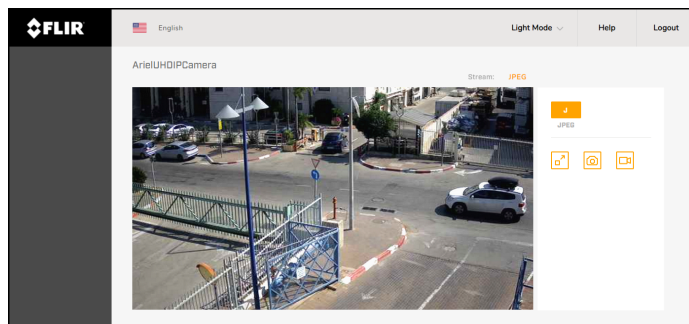 FLIR
English
Light Mode
Help
Logout
ArielUHDIPCamera
Stream: JPEG
J
JPEG